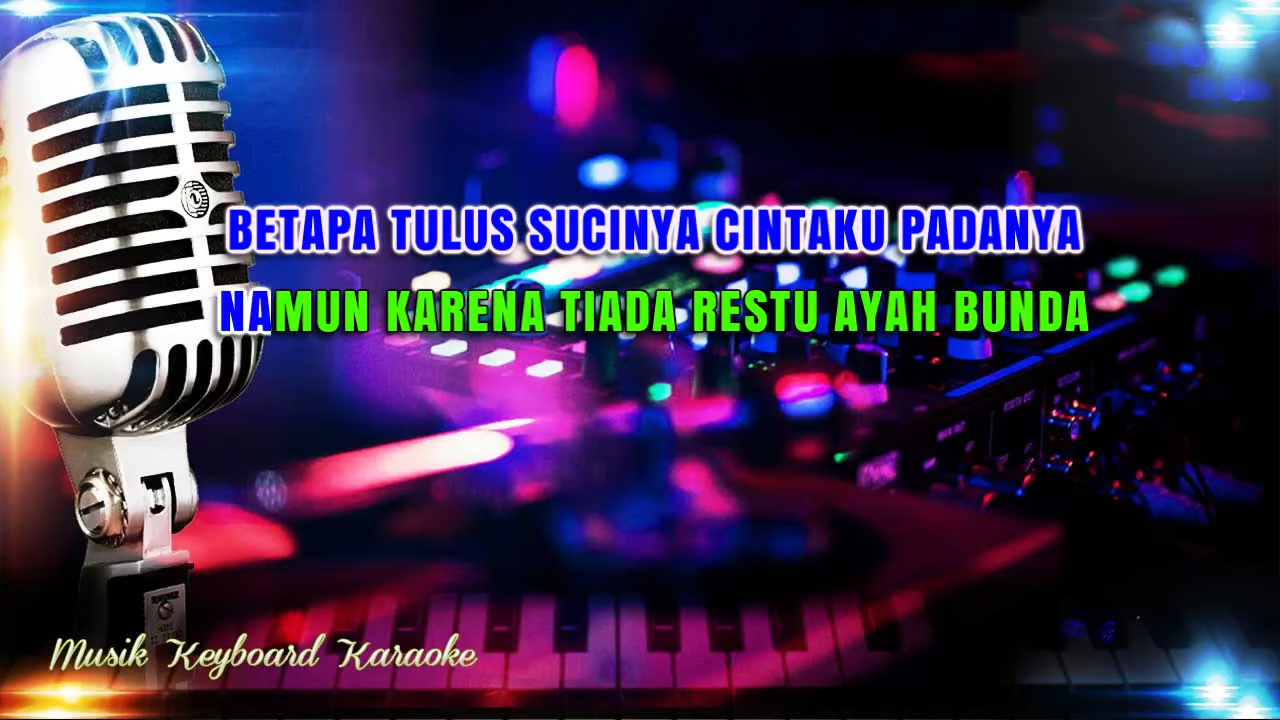 BETAPA TULUS SUCINYA CINTAKU PADANYA
NAMUN KARENA TIADA RESTU AYAH BUNDA
Musik Keyboard Karaoke